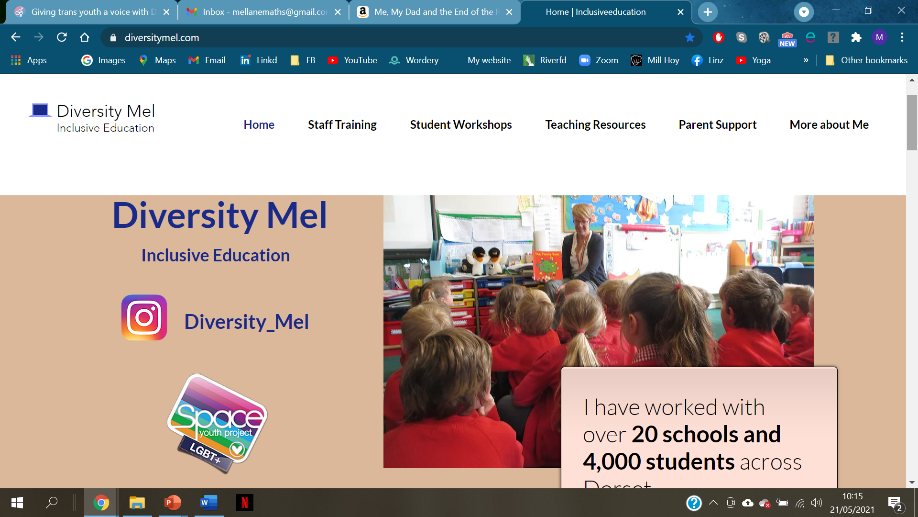 Giving trans youth a voice with D
Inbox - mellanemaths@gmail.co
Me, My Dad and the End of the
Home | Inclusiveeducation
diversitymel.com
NEW
M
Apps
Images
Maps
Email
Linkd
FB
YouTube
Wordery
My website
Riverfd
Zoom
Mill Hoy
Linz
Yoga
»
Other bookmarks
Diversity Mel
Inclusive Education
Home
Staff Training
Student Workshops
Teaching Resources
Parent Support
More about Me
Diversity Mel
Inclusive Education
Diversity_Mel
Space
youth project
LGBT+
I have worked with
over 20 schools and
4,000 students across
Dorset
10:15
21/05/2021
2